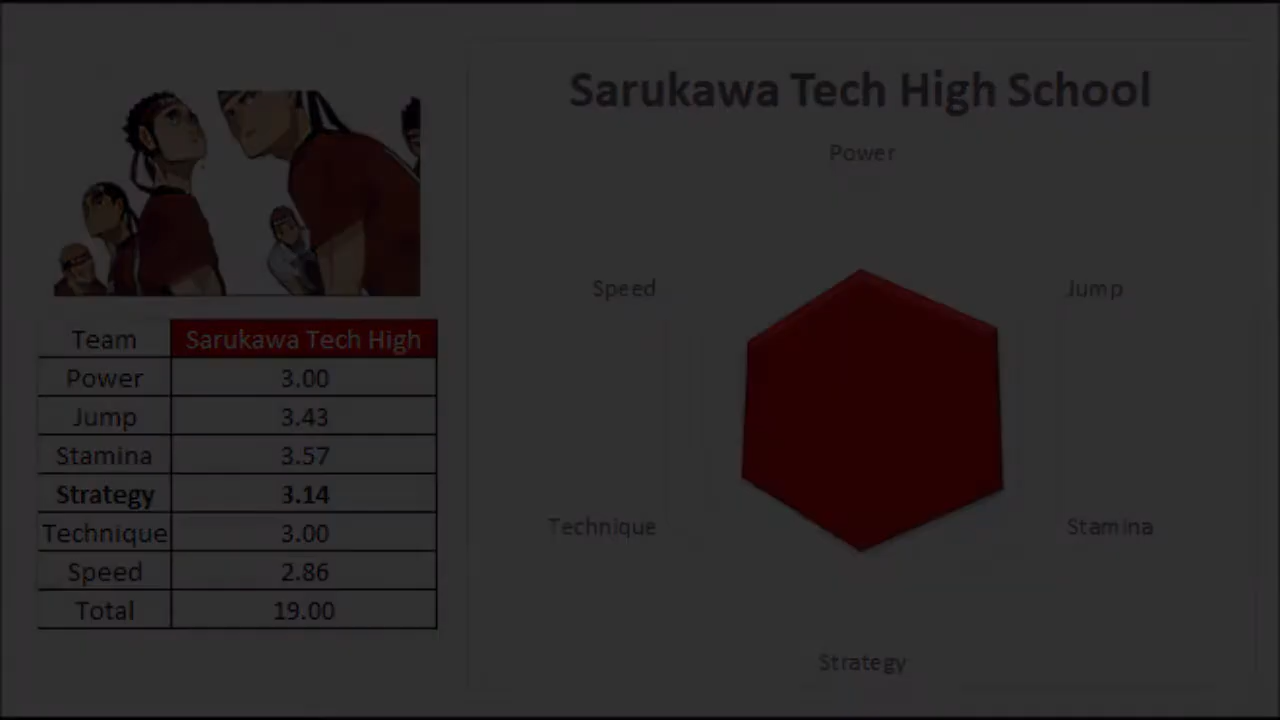 Sarukawa Tech High School
Power
Speed
Jump
Technique
Stamina
Strategy
Team Sarukawa Tech High
Power 3.00
Jump 3.43
Stamina 3.57
Strategy 3.14
Technique 3.00
Speed 2.86
Total 19.00